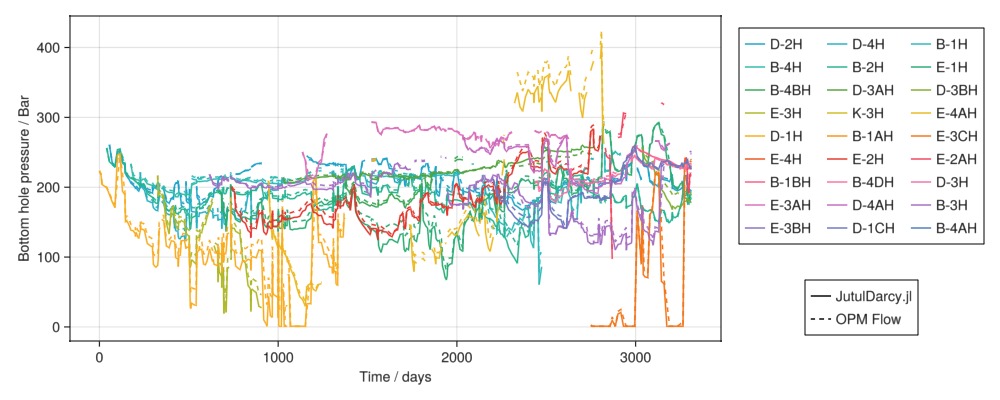 400
300
200
100
0
Bottom hole pressure / Bar
0 1000 2000 3000
Time / days
D-2H D-4H B-1H
B-4H B-2H E-1H
B-4BH D-3AH D-3BH
E-3H K-3H E-4AH
D-1H B-1AH E-3CH
E-4H E-2H E-2AH
B-1BH B-4DH D-3H
E-3AH D-4AH B-3H
E-3BH D-1CH B-4AH
JutulDarcy.jl
OPM Flow